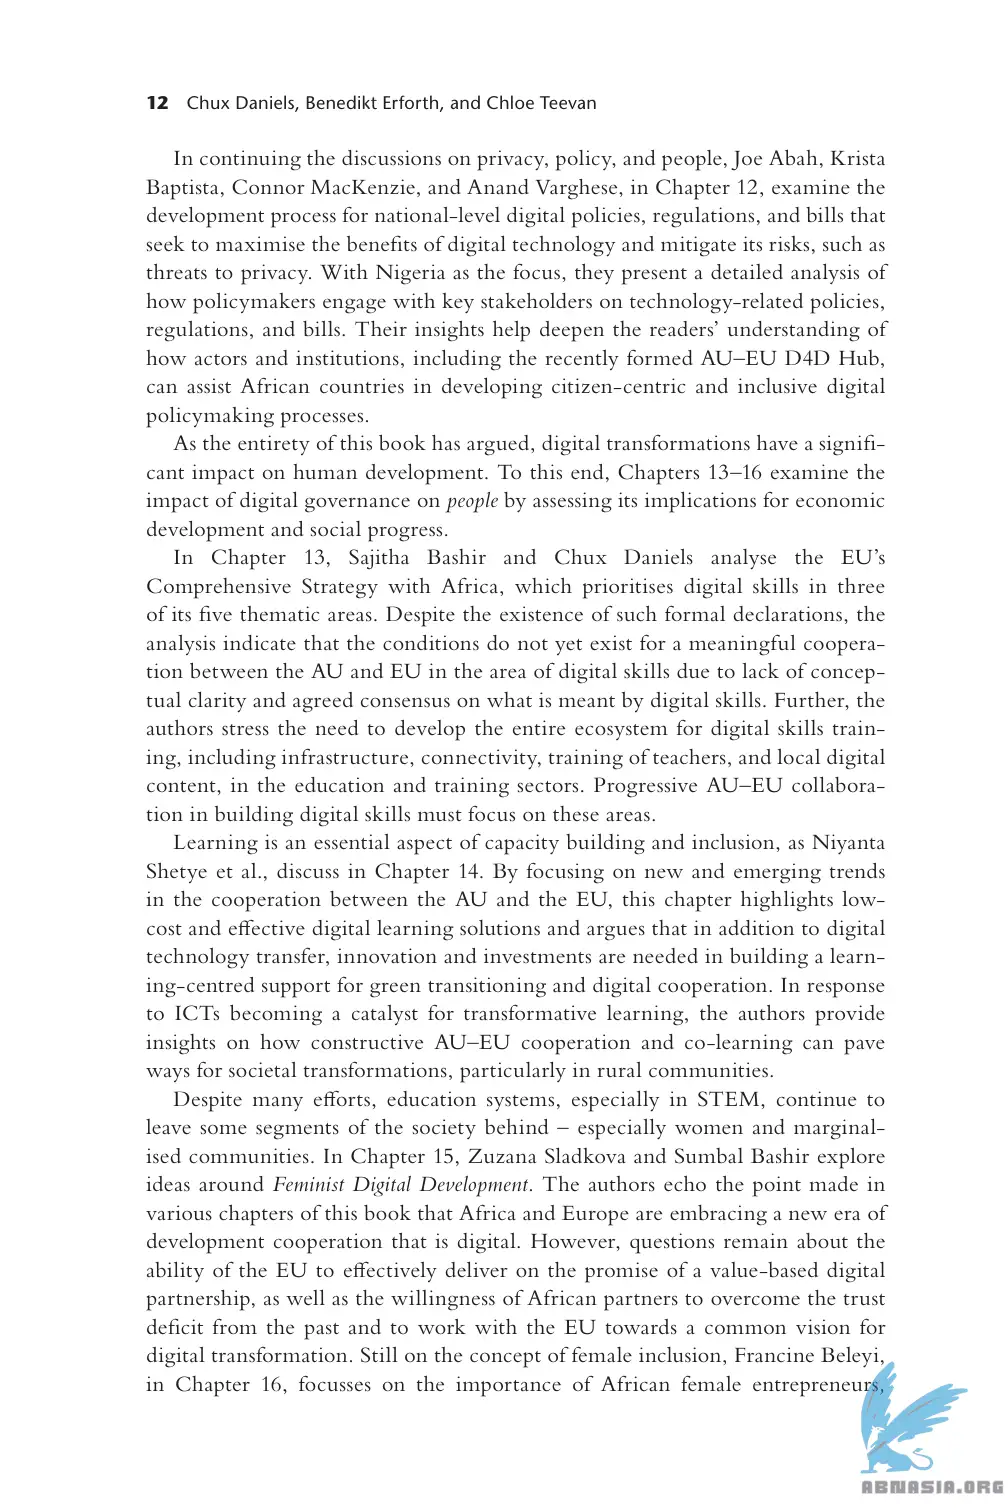 12 Chux Daniels, Benedikt Erforth, and Chloe Teevan
In continuing the discussions on privacy, policy, and people, Joe Abah, Krista
Baptista, Connor MacKenzie, and Anand Varghese, in Chapter 12, examine the
development process for national-level digital policies, regulations, and bills that
seek to maximise the benefits of digital technology and mitigate its risks, such as
threats to privacy. With Nigeria as the focus, they present a detailed analysis of
how policymakers engage with key stakeholders on technology-related policies,
regulations, and bills. Their insights help deepen the readers’ understanding of
how actors and institutions, including the recently formed AU–EU D4D Hub,
can assist African countries in developing citizen-centric and inclusive digital
policymaking processes.
As the entirety of this book has argued, digital transformations have a signifi-
cant impact on human development. To this end, Chapters 13–16 examine the
impact of digital governance on people by assessing its implications for economic
development and social progress.
In Chapter 13, Sajitha Bashir and Chux Daniels analyse the EU’s
Comprehensive Strategy with Africa, which prioritises digital skills in three
of its five thematic areas. Despite the existence of such formal declarations, the
analysis indicate that the conditions do not yet exist for a meaningful coopera-
tion between the AU and EU in the area of digital skills due to lack of concep-
tual clarity and agreed consensus on what is meant by digital skills. Further, the
authors stress the need to develop the entire ecosystem for digital skills train-
ing, including infrastructure, connectivity, training of teachers, and local digital
content, in the education and training sectors. Progressive AU–EU collabora-
tion in building digital skills must focus on these areas.
Learning is an essential aspect of capacity building and inclusion, as Niyanta
Shetye et al., discuss in Chapter 14. By focusing on new and emerging trends
in the cooperation between the AU and the EU, this chapter highlights low-
cost and effective digital learning solutions and argues that in addition to digital
technology transfer, innovation and investments are needed in building a learn-
ing-centred support for green transitioning and digital cooperation. In response
to ICTs becoming a catalyst for transformative learning, the authors provide
insights on how constructive AU–EU cooperation and co-learning can pave
ways for societal transformations, particularly in rural communities.
Despite many efforts, education systems, especially in STEM, continue to
leave some segments of the society behind – especially women and marginal-
ised communities. In Chapter 15, Zuzana Sladkova and Sumbal Bashir explore
ideas around Feminist Digital Development. The authors echo the point made in
various chapters of this book that Africa and Europe are embracing a new era of
development cooperation that is digital. However, questions remain about the
ability of the EU to effectively deliver on the promise of a value-based digital
partnership, as well as the willingness of African partners to overcome the trust
deficit from the past and to work with the EU towards a common vision for
digital transformation. Still on the concept of female inclusion, Francine Beleyi,
in Chapter 16, focusses on the importance of African female entrepreneurs,
ABNASIA.ORG